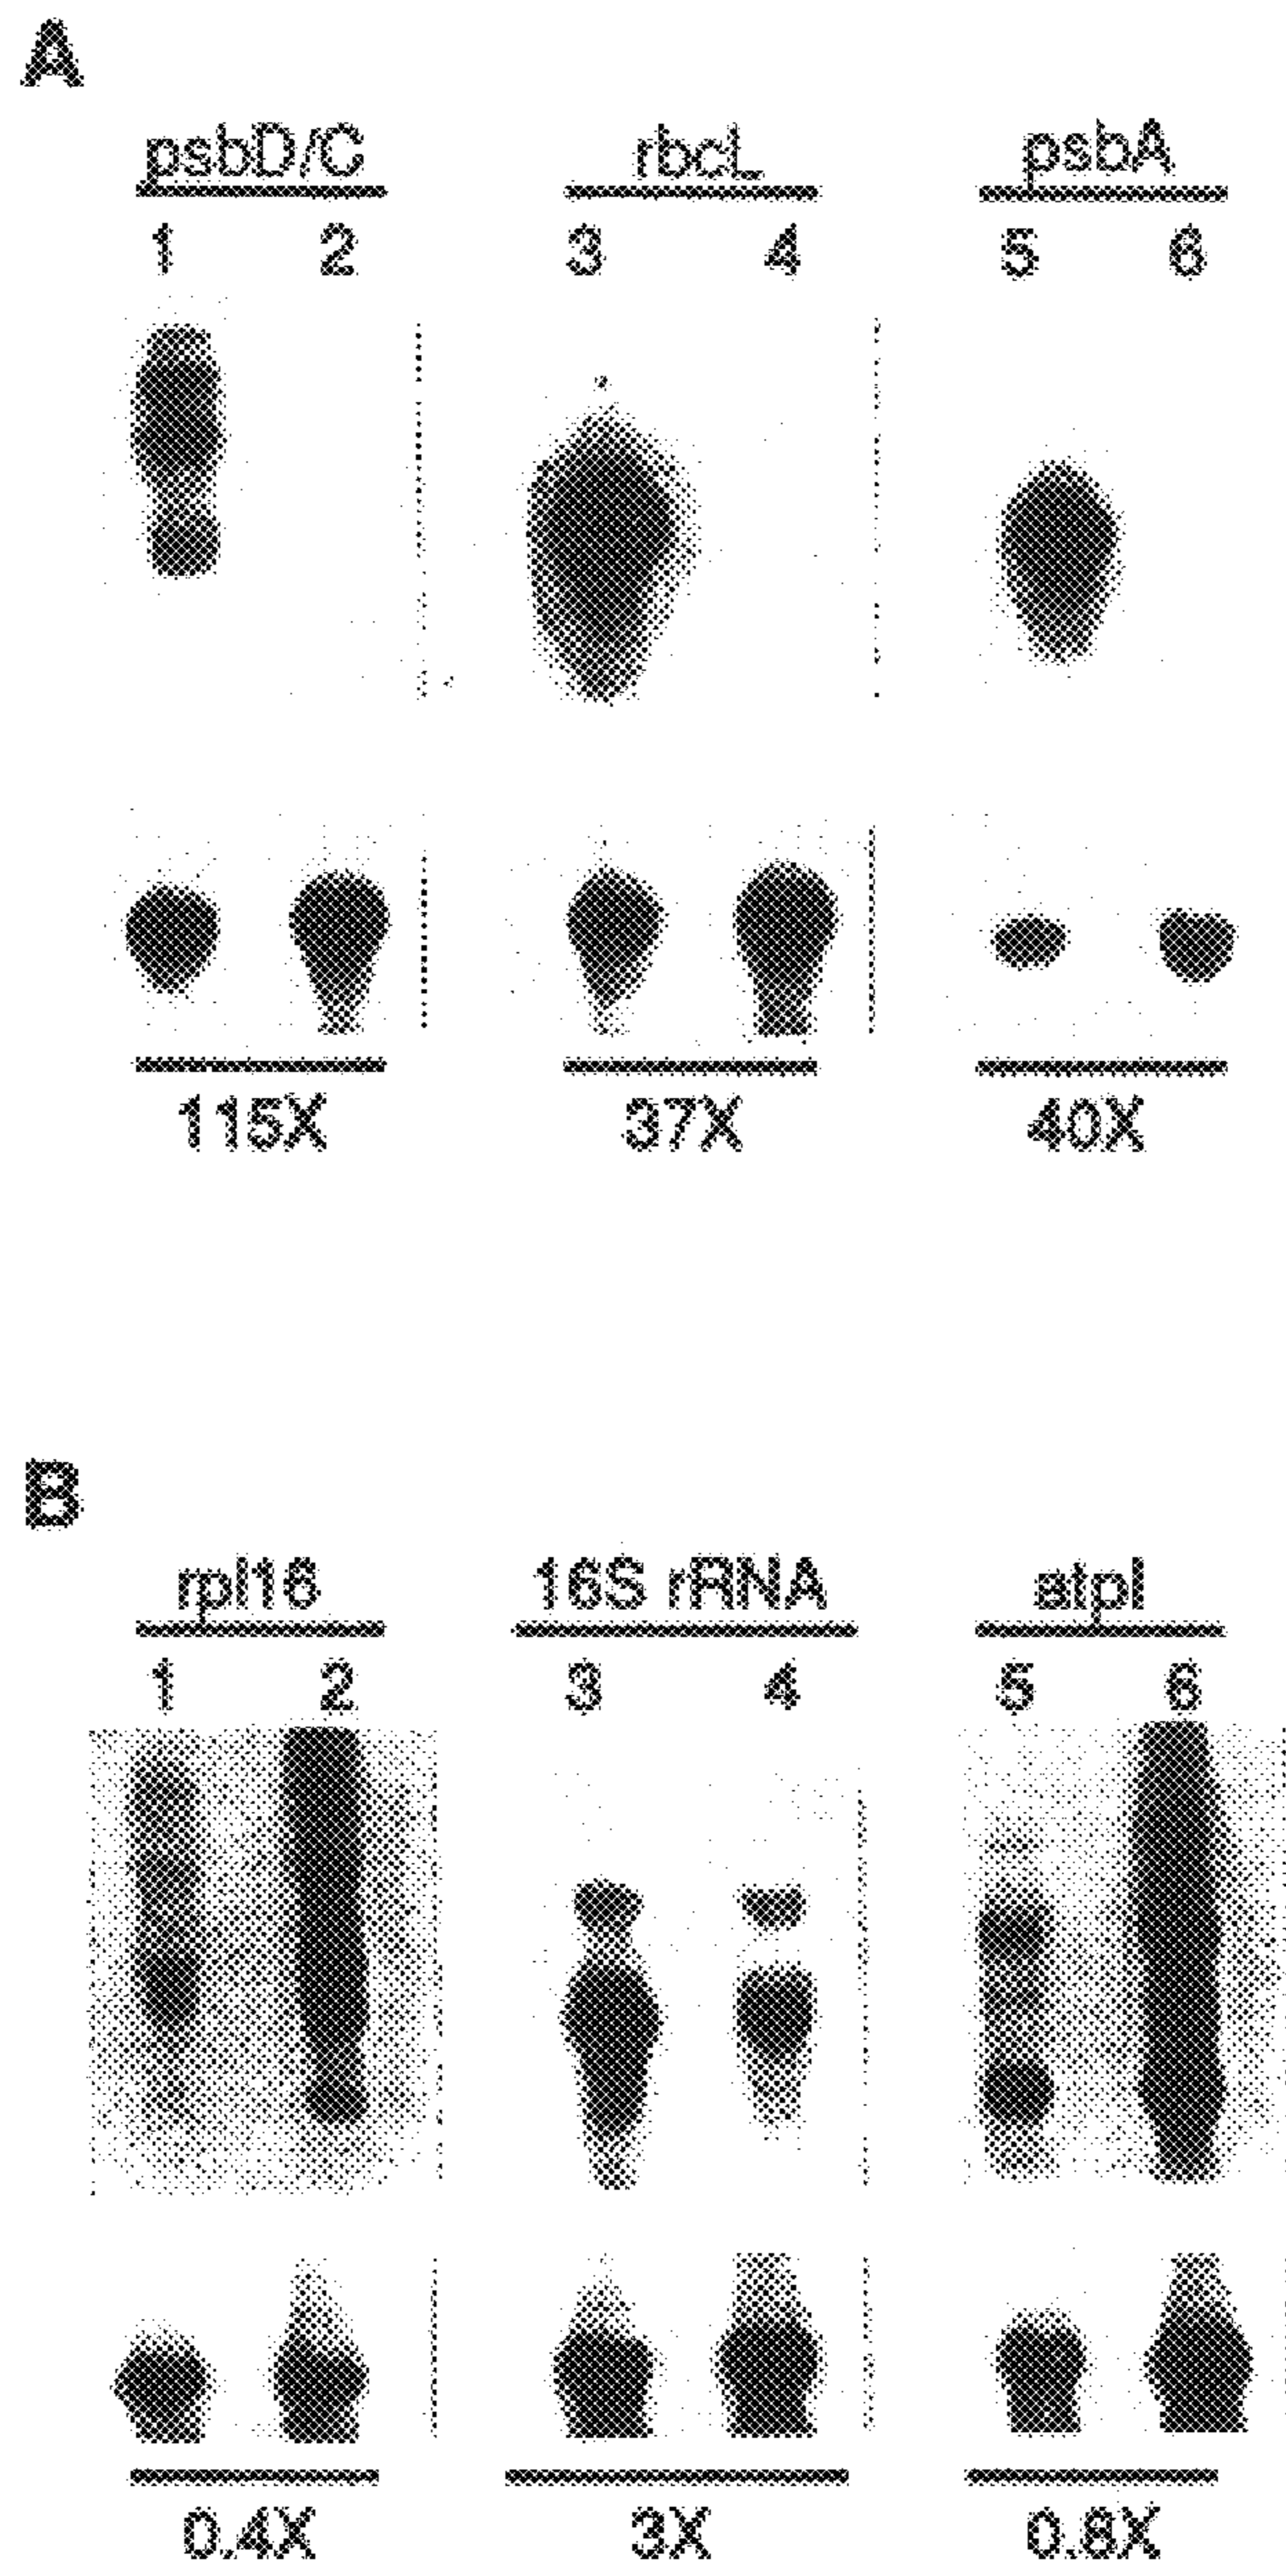 A
psbD/C rbcL psbA
1 2 3 4 5 6
115X 37X 40X
B
rpl16 16S rRNA atpI
1 2 3 4 5 6
0.4X 3X 0.8X